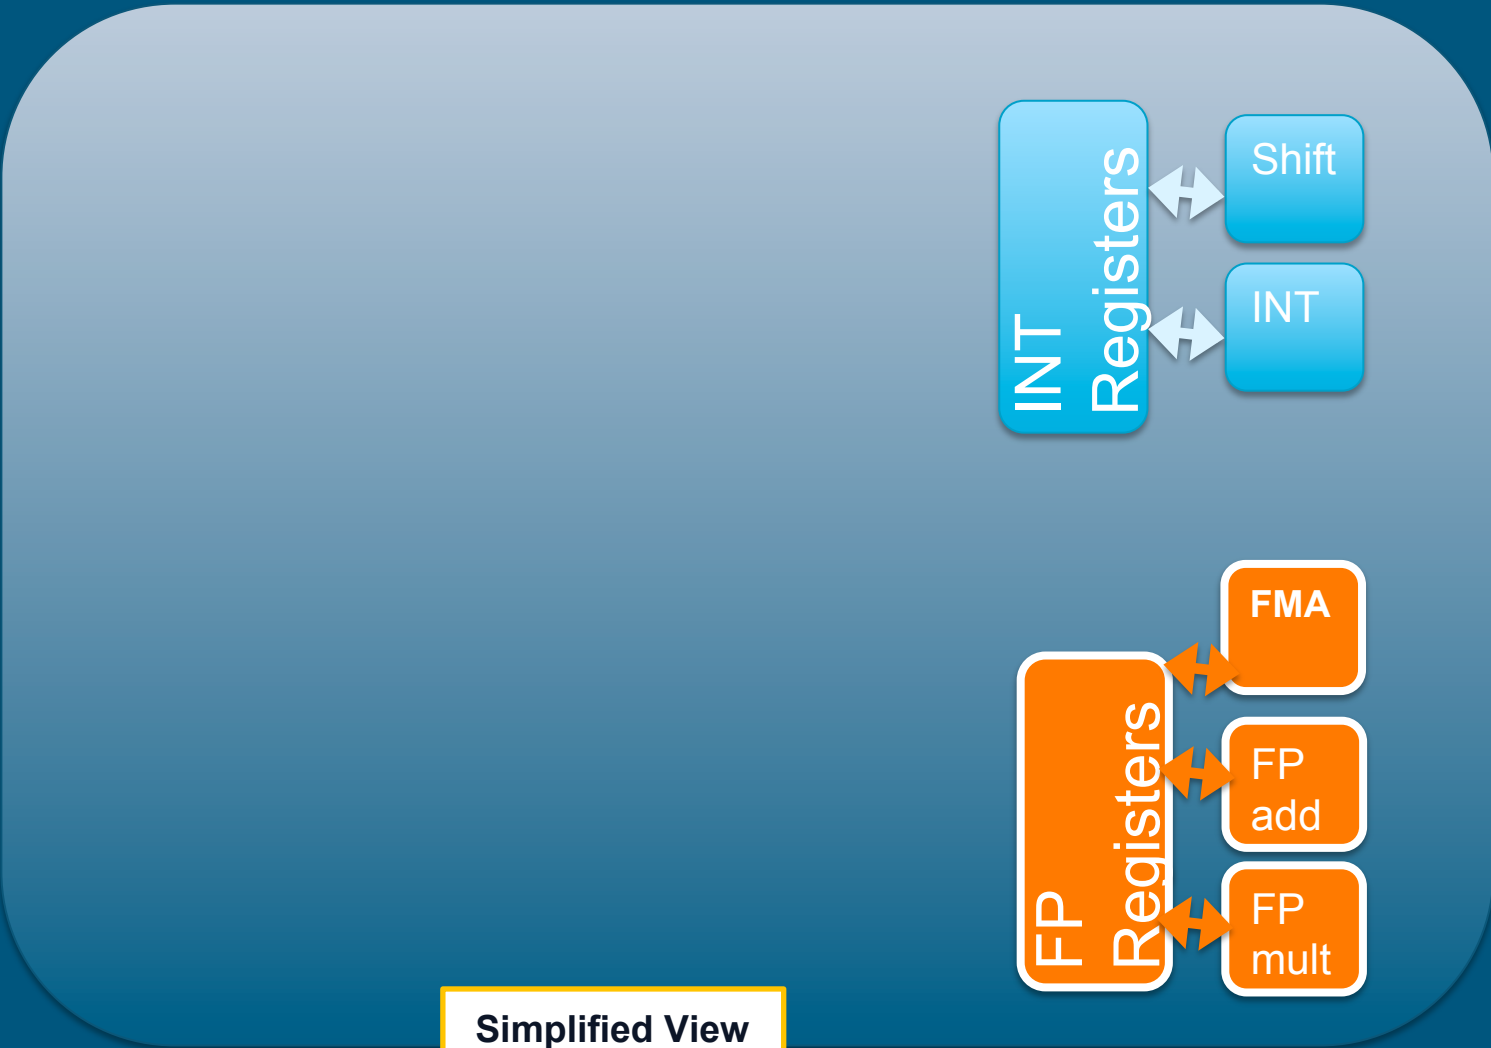 INT
Registers
Shift
INT
FP
Registers
FMA
FP
add
FP
mult
Simplified View